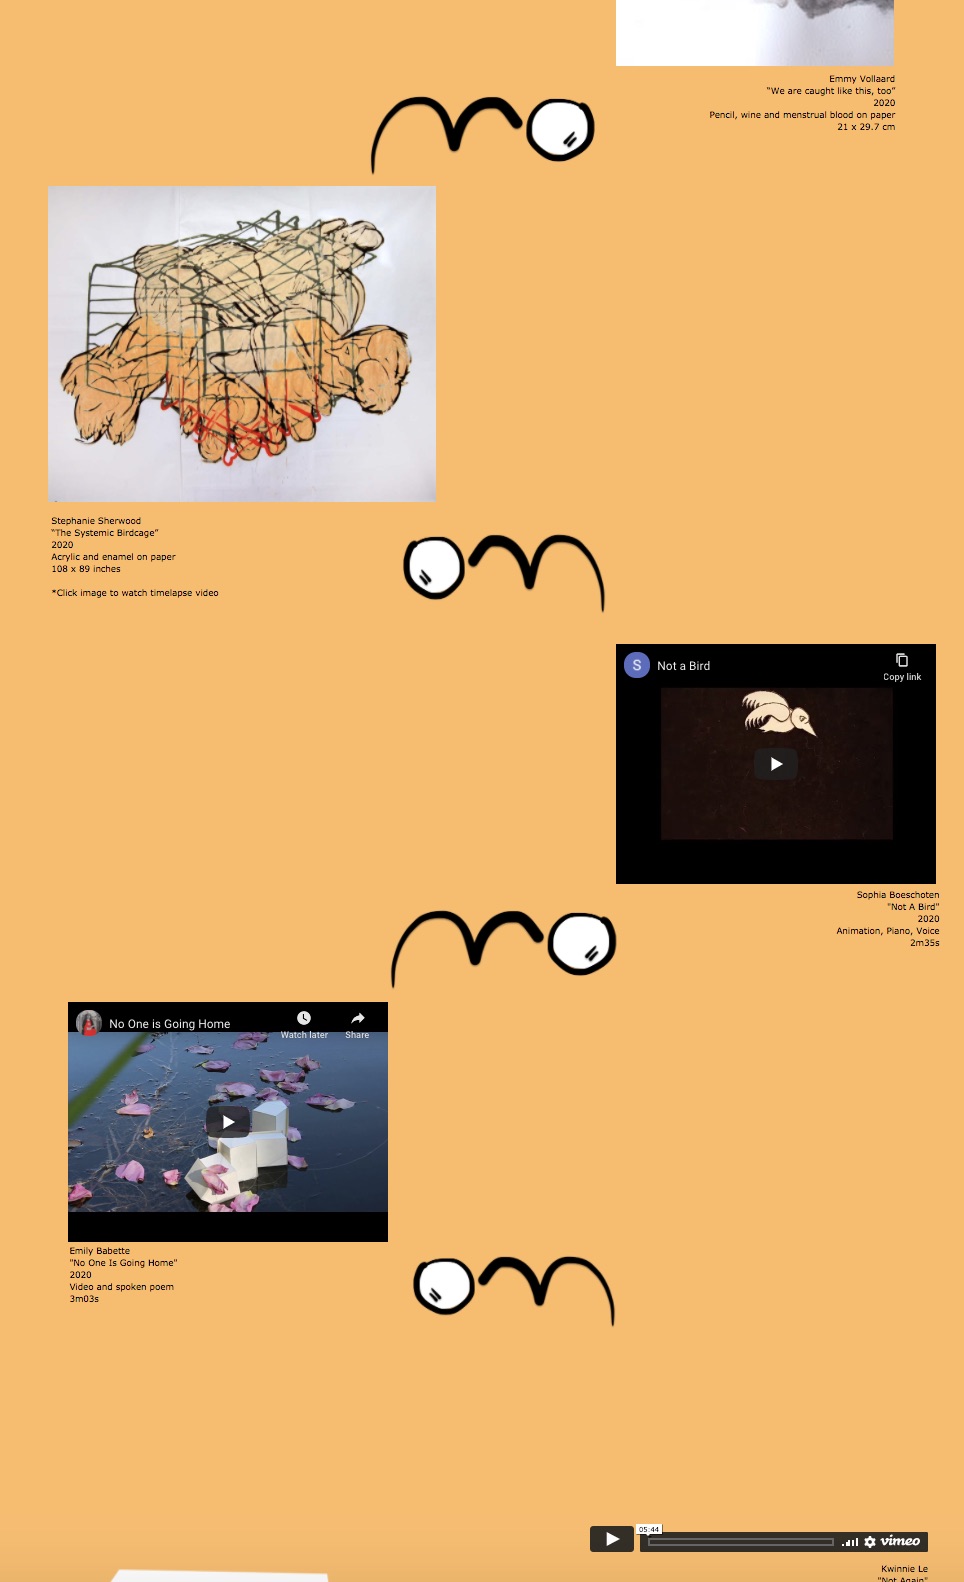 Emmy Vollaard
“We are caught like this, too”
2020
Pencil, wine and menstrual blood on paper
21 x 29.7 cm
Stephanie Sherwood
“The Systemic Birdcage”
2020
Acrylic and enamel on paper
108 x 89 inches
*Click image to watch timelapse video
S
Not a Bird
Copy link
Sophia Boeschoten
"Not A Bird"
2020
Animation, Piano, Voice
2m35s
No One is Going Home
Watch later
Share
Emily Babette
"No One Is Going Home"
2020
Video and spoken poem
3m03s
05:44
vimeo
Kwinnie Le
"Not Again"